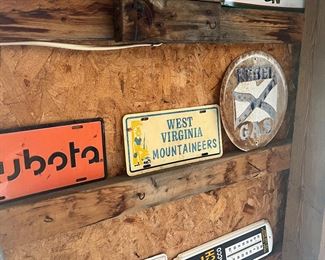 ubota
WEST
VIRGINIA
MOUNTAINEERS
REBEL
GAS